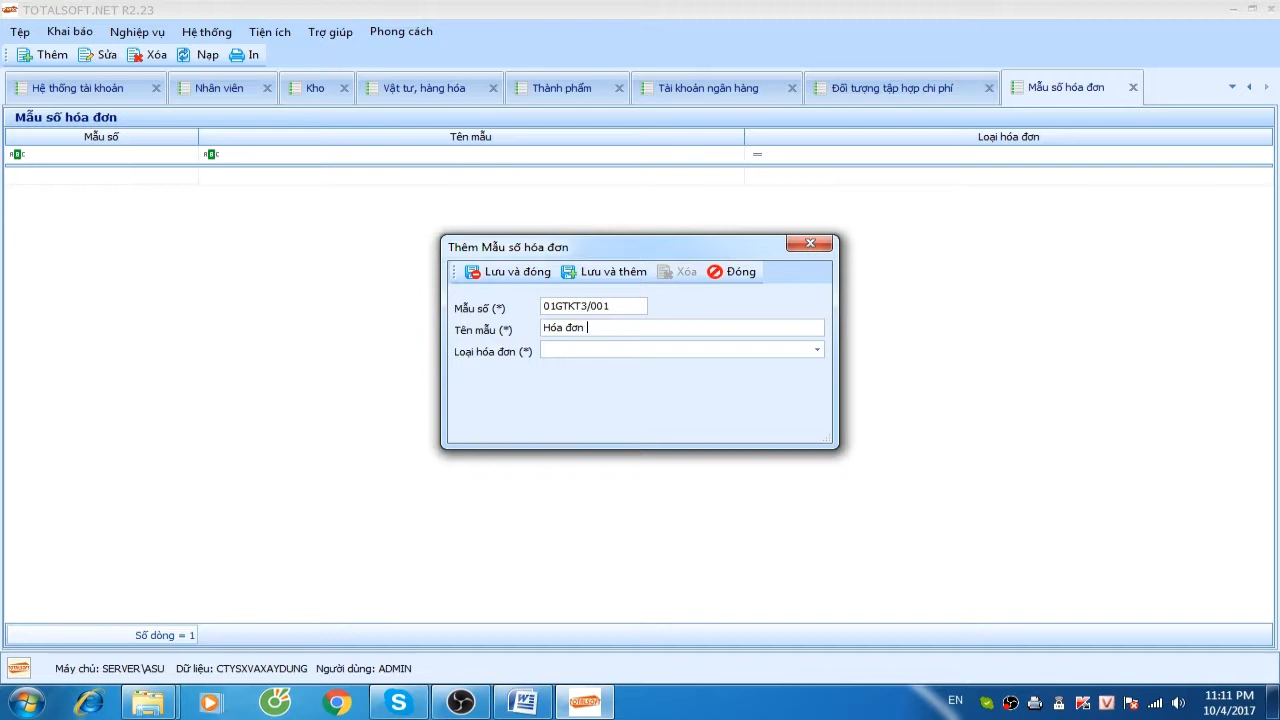 TOTALSOFT.NET R2.23
Tệp Khai báo Nghiệp vụ Hệ thống Tiện ích Trợ giúp Phong cách
Thêm Sửa Xóa Nạp In
Hệ thống tài khoản Nhân viên Kho Vật tư, hàng hóa Thành phẩm Tài khoản ngân hàng Đối tượng tập hợp chi phí Mẫu số hóa đơn
Mẫu số hóa đơn
Mẫu số Tên mẫu Loại hóa đơn
ABC ABC =
Thêm Mẫu số hóa đơn
Lưu và đóng Lưu và thêm Xóa Đóng
Mẫu số (*) 01GTKT3/001
Tên mẫu (*) Hóa đơn
Loại hóa đơn (*)
Số dòng = 1
TOTALSOFT Máy chủ: SERVER\ASU Dữ liệu: CTYSXVAXAYDUNG Người dùng: ADMIN
EN
11:11 PM
10/4/2017